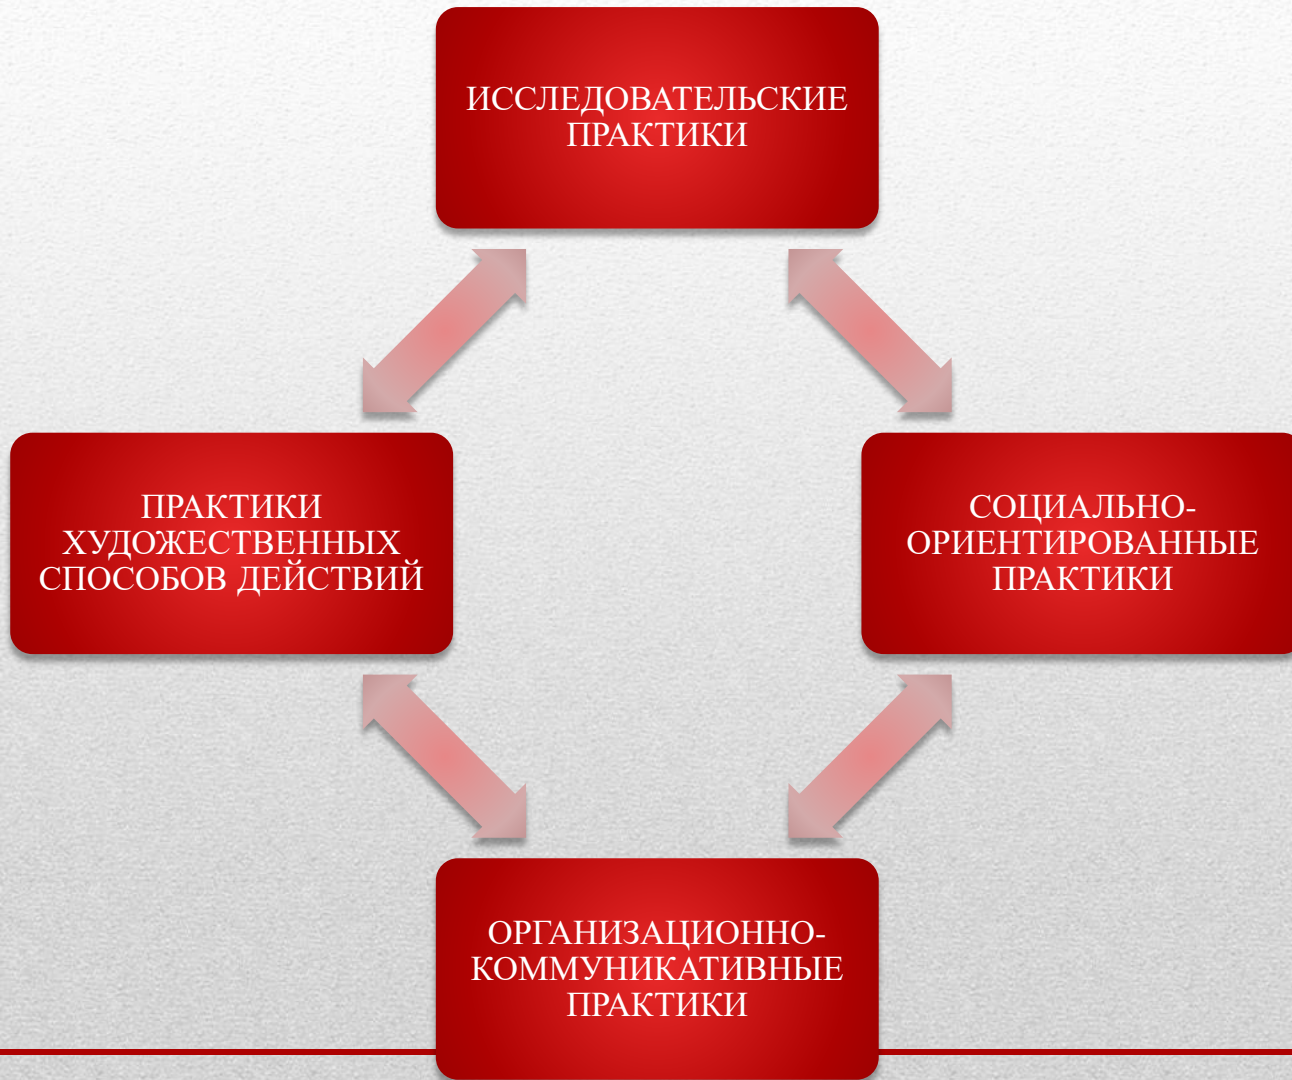 ИССЛЕДОВАТЕЛЬСКИЕ
ПРАКТИКИ
ПРАКТИКИ
ХУДОЖЕСТВЕННЫХ
СПОСОБОВ ДЕЙСТВИЙ
СОЦИАЛЬНО-
ОРИЕНТИРОВАННЫЕ
ПРАКТИКИ
ОРГАНИЗАЦИОННО-
КОММУНИКАТИВНЫЕ
ПРАКТИКИ